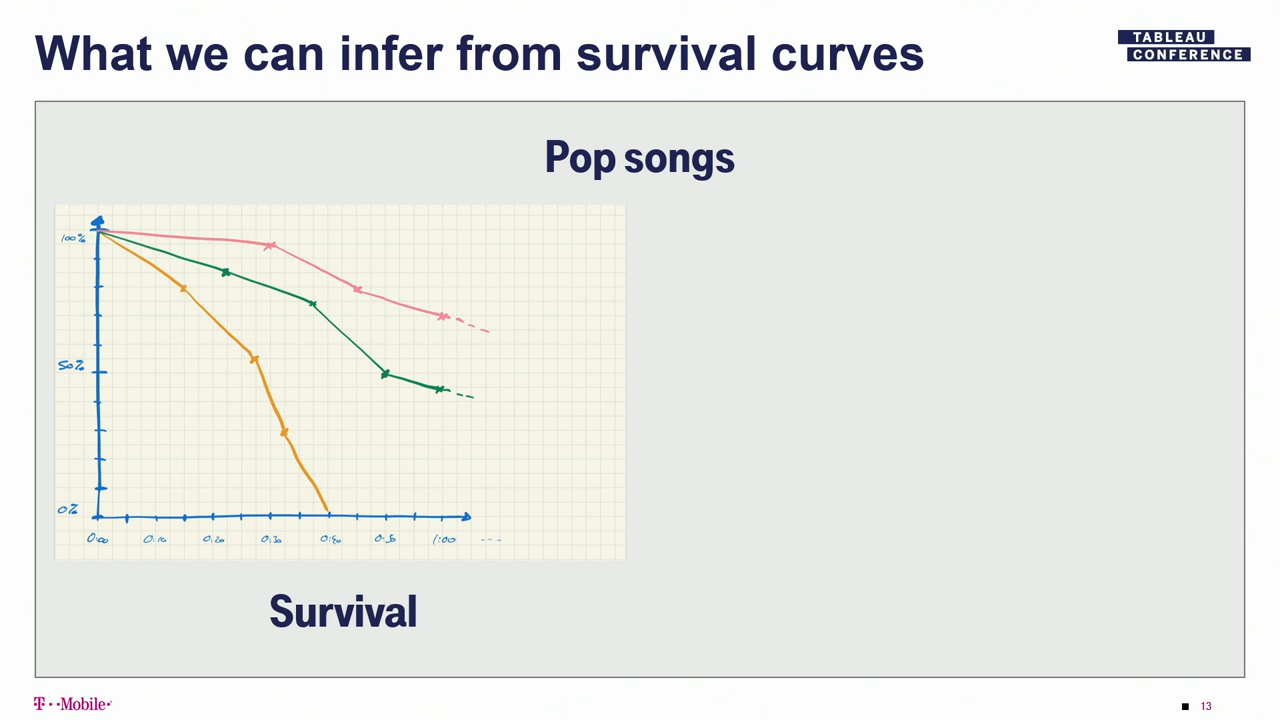 What we can infer from survival curves
TABLEAU
CONFERENCE
Pop songs
100%
50%
0%
0:00 0:10 0:20 0:30 0:40 0:50 1:00 ---
Survival
T··Mobile·
13